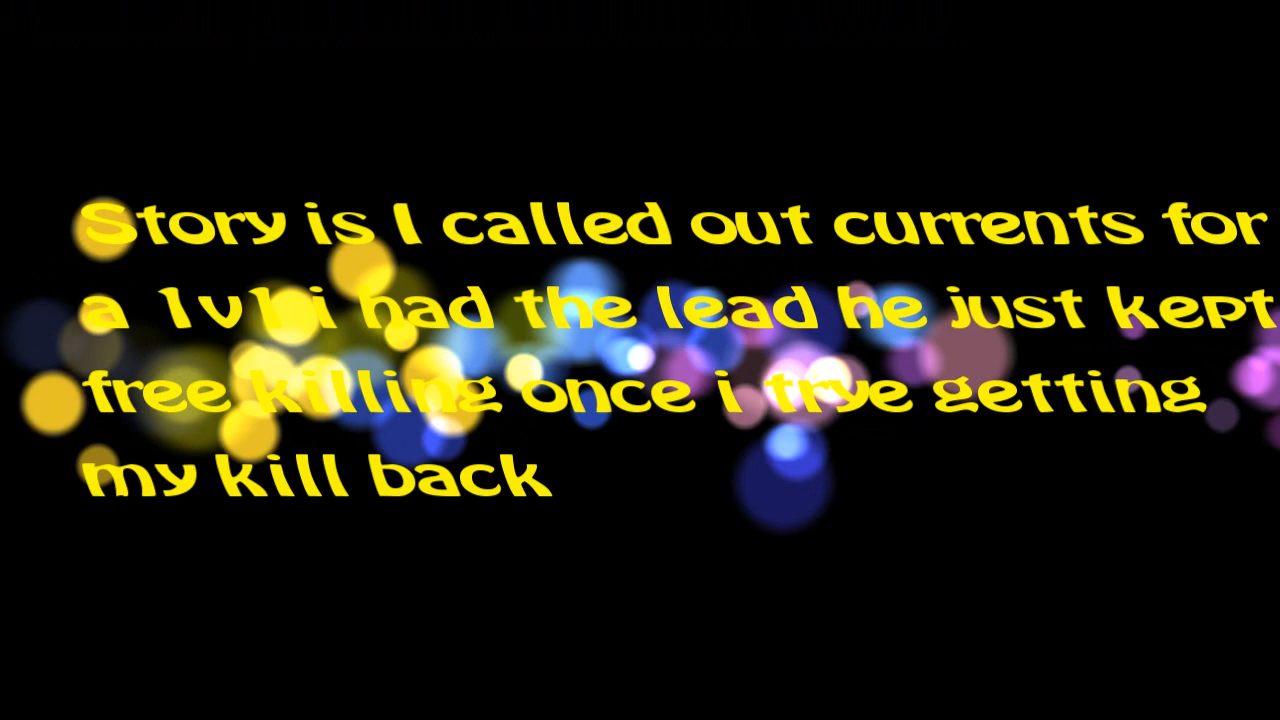 Story is I called out currents for
a 1v1 i had the lead he just kept
free killing once i trye getting
my kill back